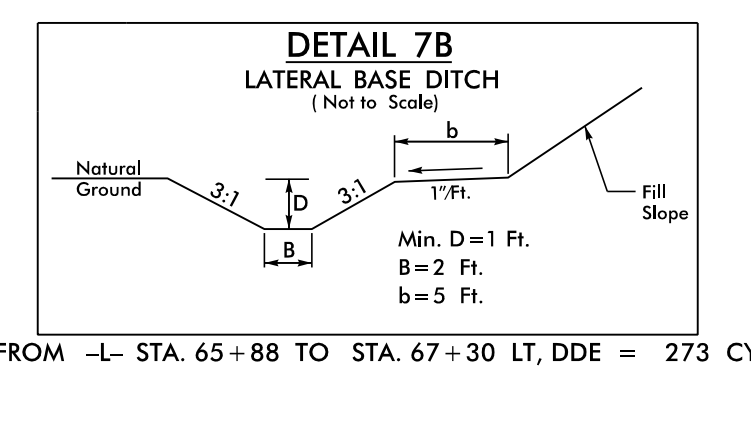 DETAIL 7B
LATERAL BASE DITCH
( Not to Scale)
b
Natural
Ground
3:1
D
3:1
1"/Ft.
Fill
Slope
B
Min. D=1 Ft.
B=2 Ft.
b=5 Ft.
FROM -L- STA. 65+88 TO STA. 67+30 LT, DDE = 273 CY